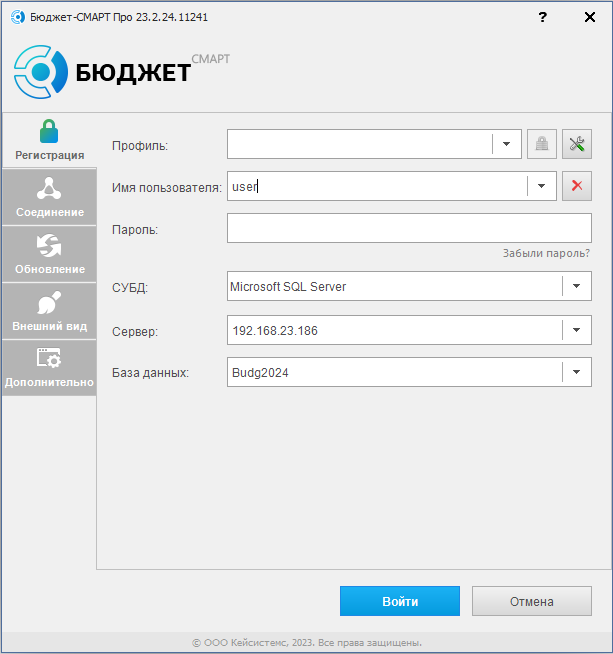 Бюджет-СМАРТ Про 23.2.24.11241
?
БЮДЖЕТ СМАРТ
Регистрация
Соединение
Обновление
Внешний вид
Дополнительно
Профиль:
Имя пользователя: user
Пароль:
Забыли пароль?
СУБД: Microsoft SQL Server
Сервер: 192.168.23.186
База данных: Budg2024
Войти Отмена
© ООО Кейсистемс, 2023. Все права защищены.